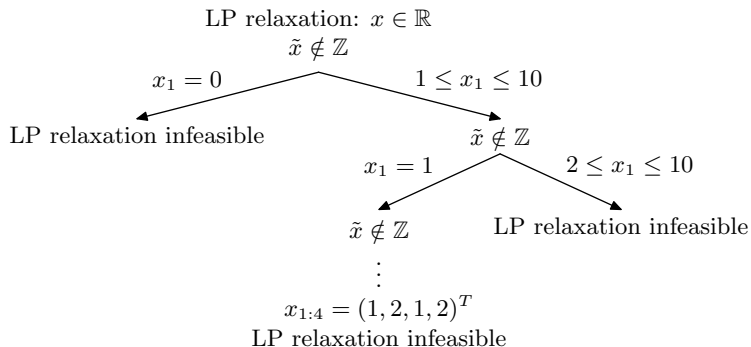 LP relaxation: x ∈ ℝ
x̃ ∉ ℤ
x₁ = 0
1 ≤ x₁ ≤ 10
LP relaxation infeasible
x̃ ∉ ℤ
x₁ = 1
2 ≤ x₁ ≤ 10
x̃ ∉ ℤ
LP relaxation infeasible
⋮
x₁:₄ = (1, 2, 1, 2)ᵀ
LP relaxation infeasible